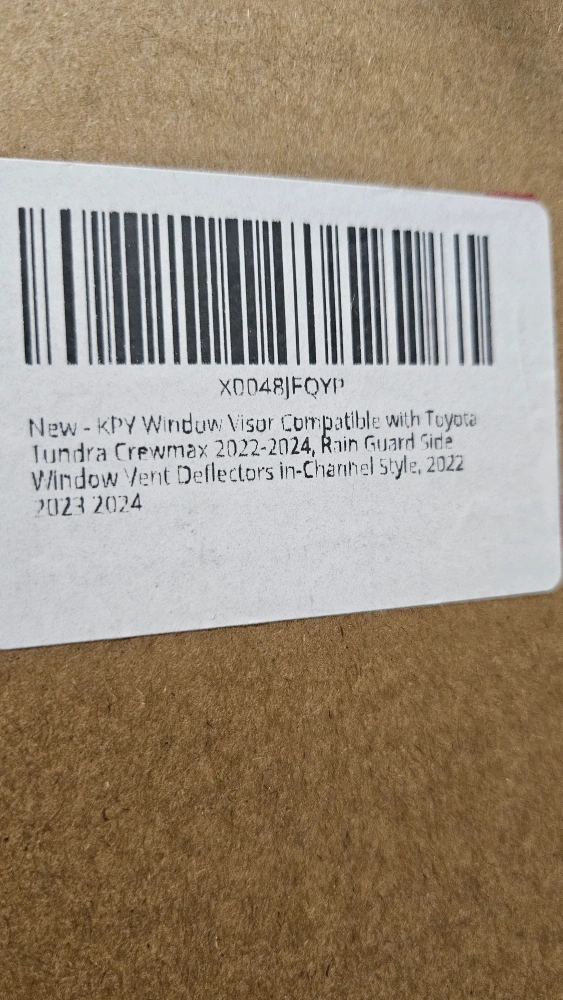 X0048JFQYP
New - KPY Window Visor Compatible with Toyota
Tundra Crewmax 2022-2024, Rain Guard Side
Window Vent Deflectors in-Channel Style, 2022
2023 2024